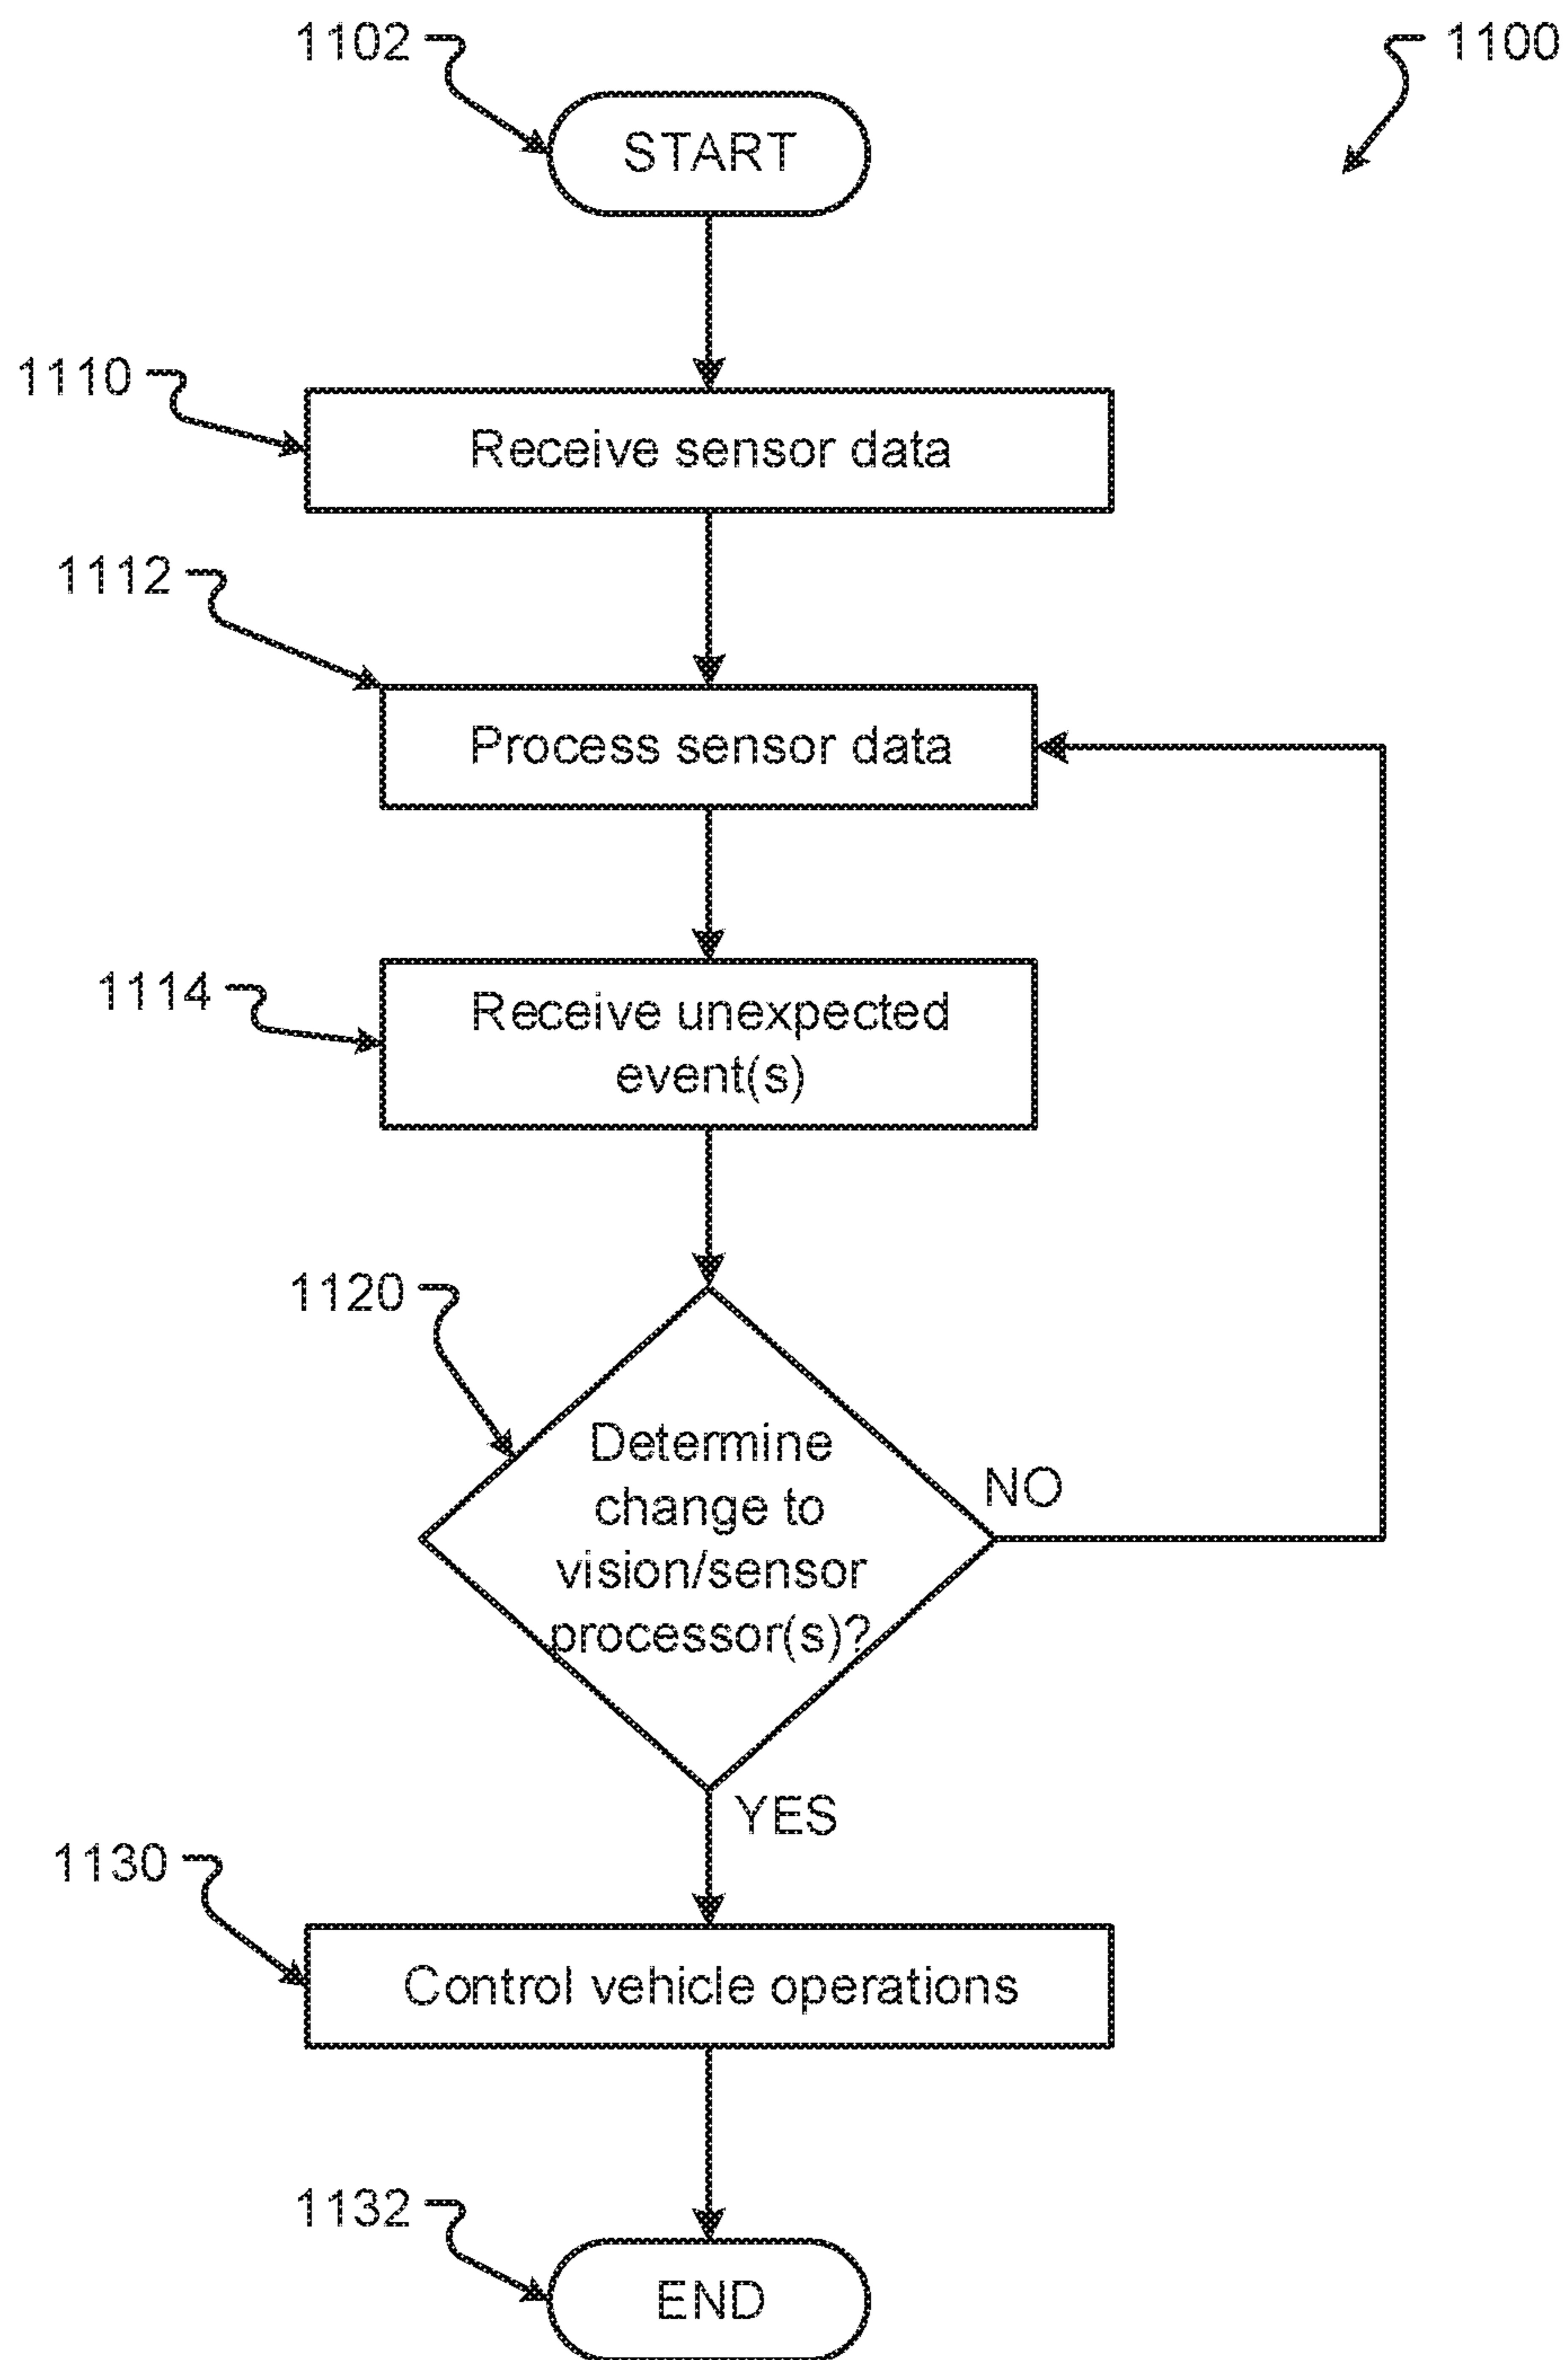 1102
1100
START
1110
Receive sensor data
1112
Process sensor data
1114
Receive unexpected
event(s)
1120
Determine
change to
vision/sensor
processor(s)?
NO
YES
1130
Control vehicle operations
1132
END